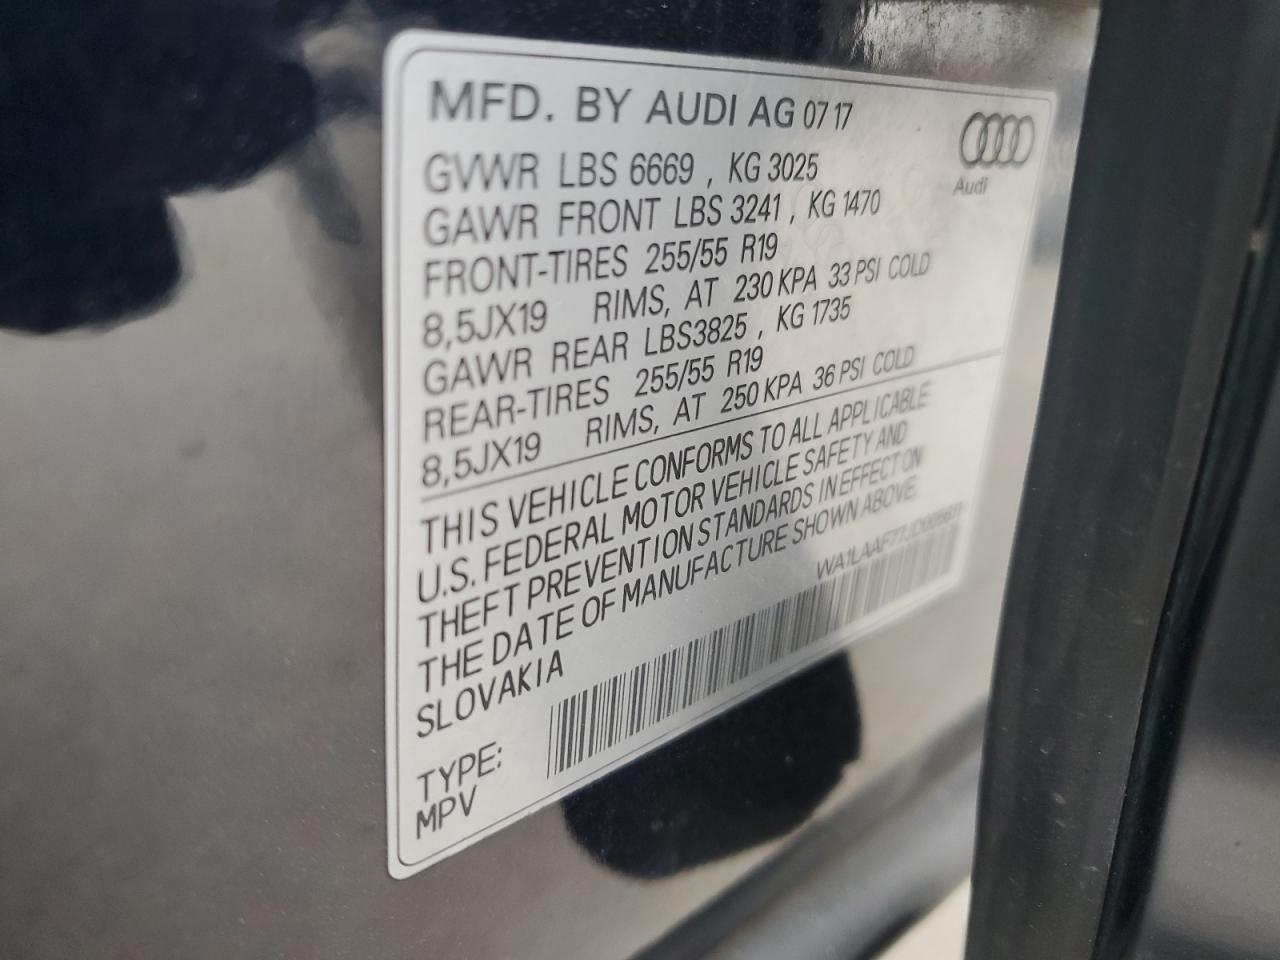 MFD. BY AUDI AG 07 17
Audi
GVWR LBS 6669 , KG 3025
GAWR FRONT LBS 3241 , KG 1470
FRONT-TIRES 255/55 R19
8,5JX19 RIMS, AT 230 KPA 33 PSI COLD
GAWR REAR LBS3825 , KG 1735
REAR-TIRES 255/55 R19
8,5JX19 RIMS, AT 250 KPA 36 PSI COLD
THIS VEHICLE CONFORMS TO ALL APPLICABLE
U.S. FEDERAL MOTOR VEHICLE SAFETY AND
THEFT PREVENTION STANDARDS IN EFFECT ON
THE DATE OF MANUFACTURE SHOWN ABOVE.
SLOVAKIA
TYPE:
MPV